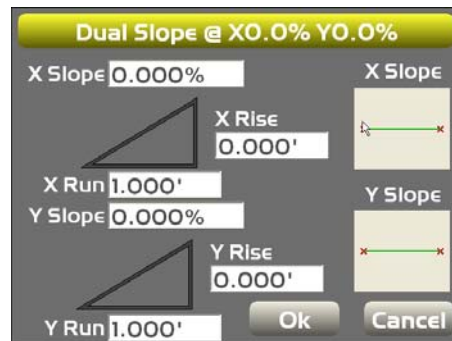 Dual Slope @ X0.0% Y0.0%
X Slope 0.000%
X Slope
X Rise
0.000'
X Run 1.000'
Y Slope 0.000%
Y Slope
Y Rise
0.000'
Y Run 1.000'
Ok
Cancel